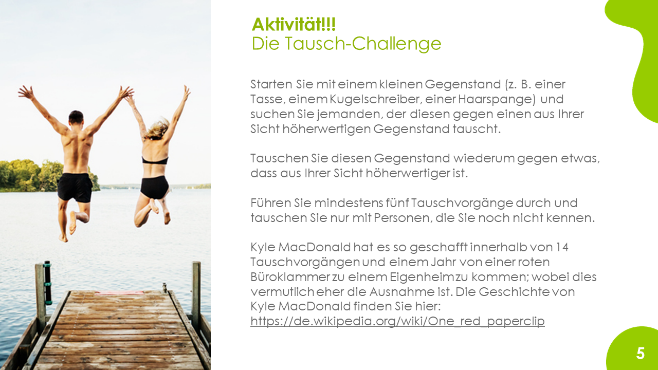 Aktivität!!!
Die Tausch-Challenge
Starten Sie mit einem kleinen Gegenstand (z. B. einer
Tasse, einem Kugelschreiber, einer Haarspange) und
suchen Sie jemanden, der diesen gegen einen aus Ihrer
Sicht höherwertigen Gegenstand tauscht.
Tauschen Sie diesen Gegenstand wiederum gegen etwas,
dass aus Ihrer Sicht höherwertiger ist.
Führen Sie mindestens fünf Tauschvorgänge durch und
tauschen Sie nur mit Personen, die Sie noch nicht kennen.
Kyle MacDonald hat es so geschafft innerhalb von 14
Tauschvorgängen und einem Jahr von einer roten
Büroklammer zu einem Eigenheim zu kommen; wobei dies
vermutlich eher die Ausnahme ist. Die Geschichte von
Kyle MacDonald finden Sie hier:
https://de.wikipedia.org/wiki/One_red_paperclip
5